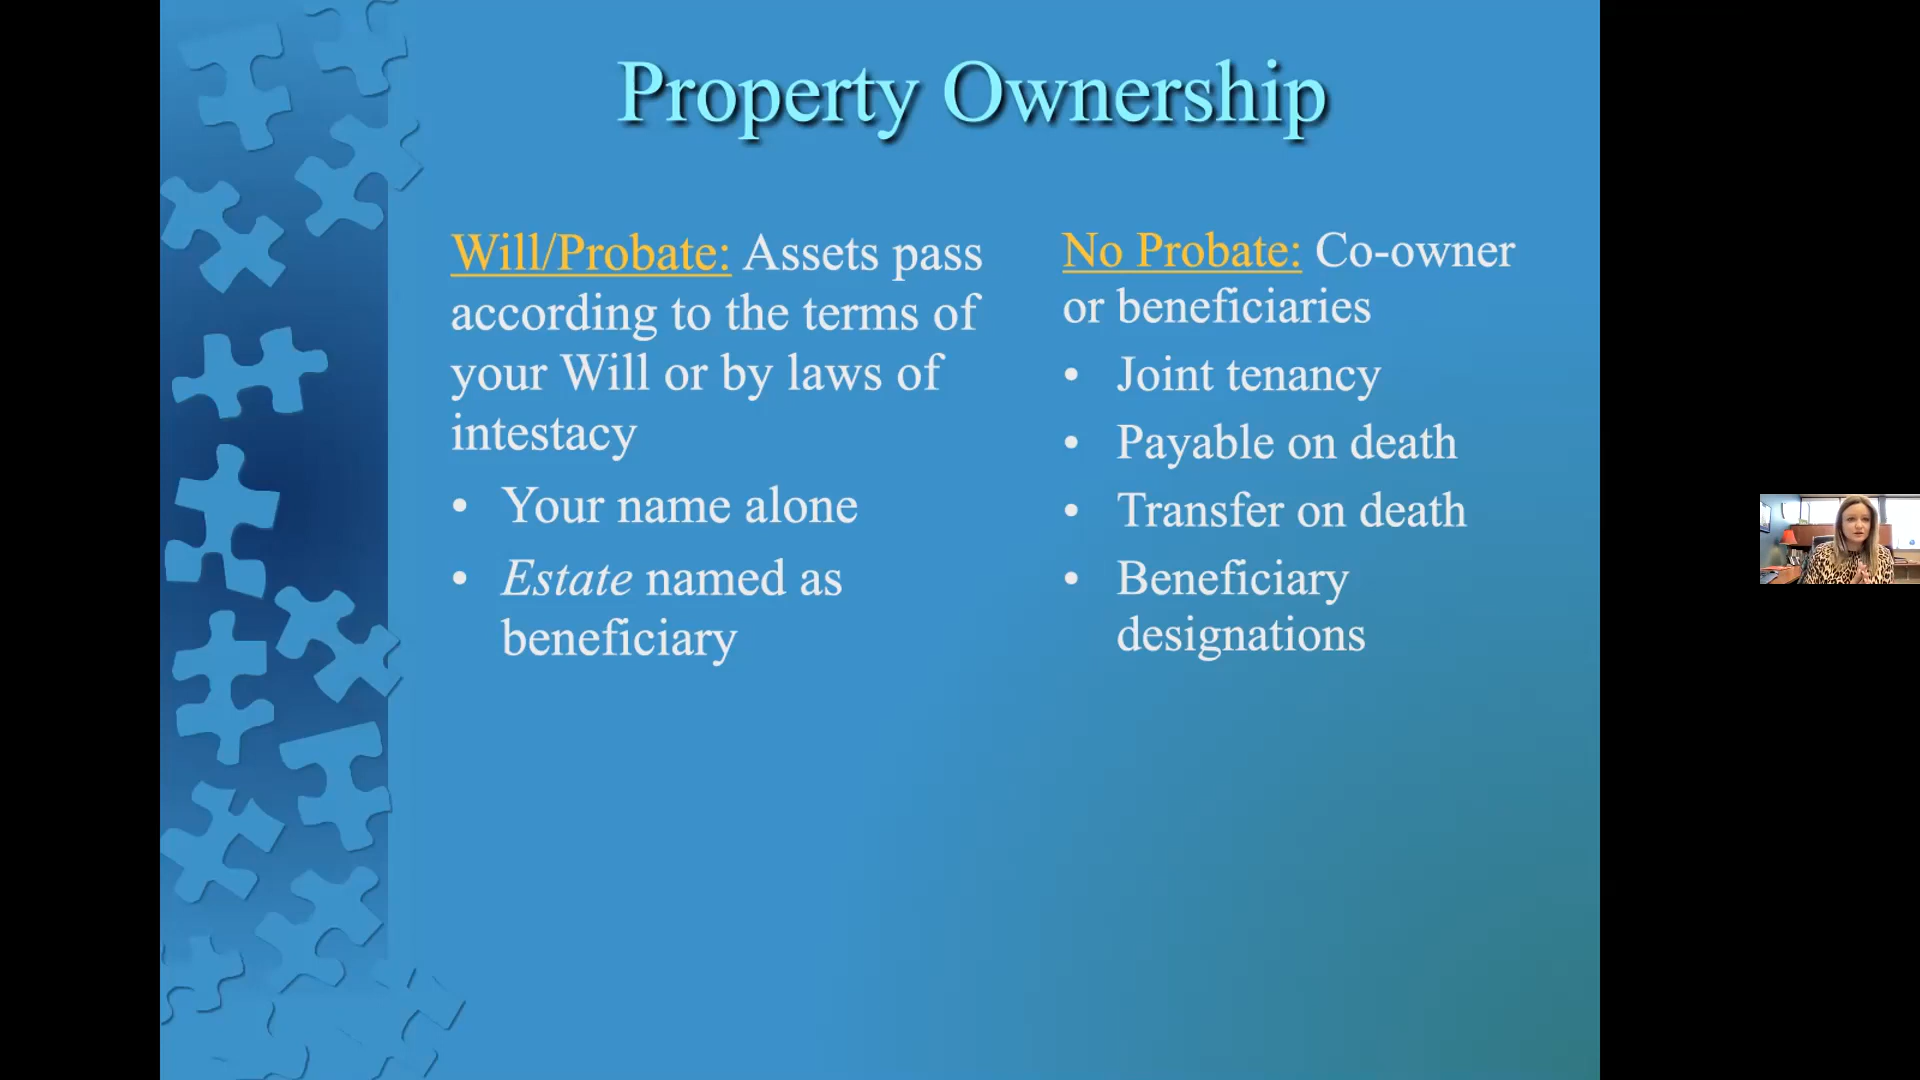 Property Ownership
Will/Probate: Assets pass
according to the terms of
your Will or by laws of
intestacy
• Your name alone
• Estate named as
beneficiary
No Probate: Co-owner
or beneficiaries
• Joint tenancy
• Payable on death
• Transfer on death
• Beneficiary
designations